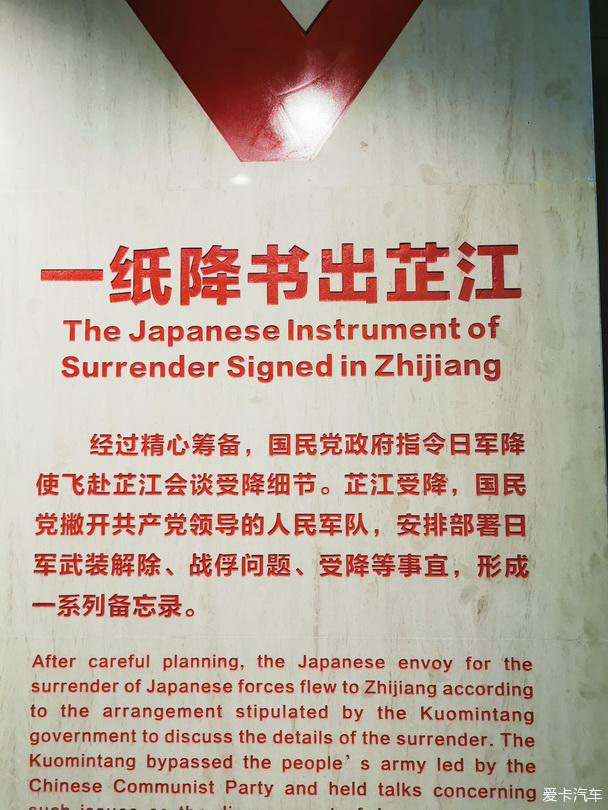 一纸降书出芷江
The Japanese Instrument of
Surrender Signed in Zhijiang
经过精心筹备，国民党政府指令日军降
使飞赴芷江会谈受降细节。芷江受降，国民
党撇开共产党领导的人民军队，安排部署日
军武装解除、战俘问题、受降等事宜，形成
一系列备忘录。
After careful planning, the Japanese envoy for the
surrender of Japanese forces flew to Zhijiang according
to the arrangement stipulated by the Kuomintang
government to discuss the details of the surrender. The
Kuomintang bypassed the people's army led by the
Chinese Communist Party and held talks concerning
爱卡汽车